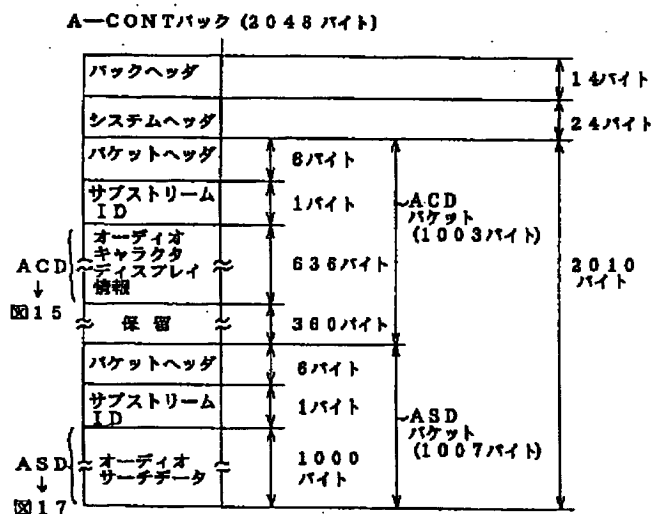 A—CONTパック (2048バイト)
パックヘッダ
14バイト
システムヘッダ
24バイト
パケットヘッダ
6バイト
サブストリーム
ID
1バイト
ACD
パケット
(1003バイト)
2010
バイト
ACD
↓
図15
オーディオ
キャラクタ
ディスプレイ
情報
636バイト
保留
360バイト
パケットヘッダ
6バイト
サブストリーム
ID
1バイト
ASD
パケット
(1007バイト)
ASD
↓
図17
オーディオ
サーチデータ
1000
バイト